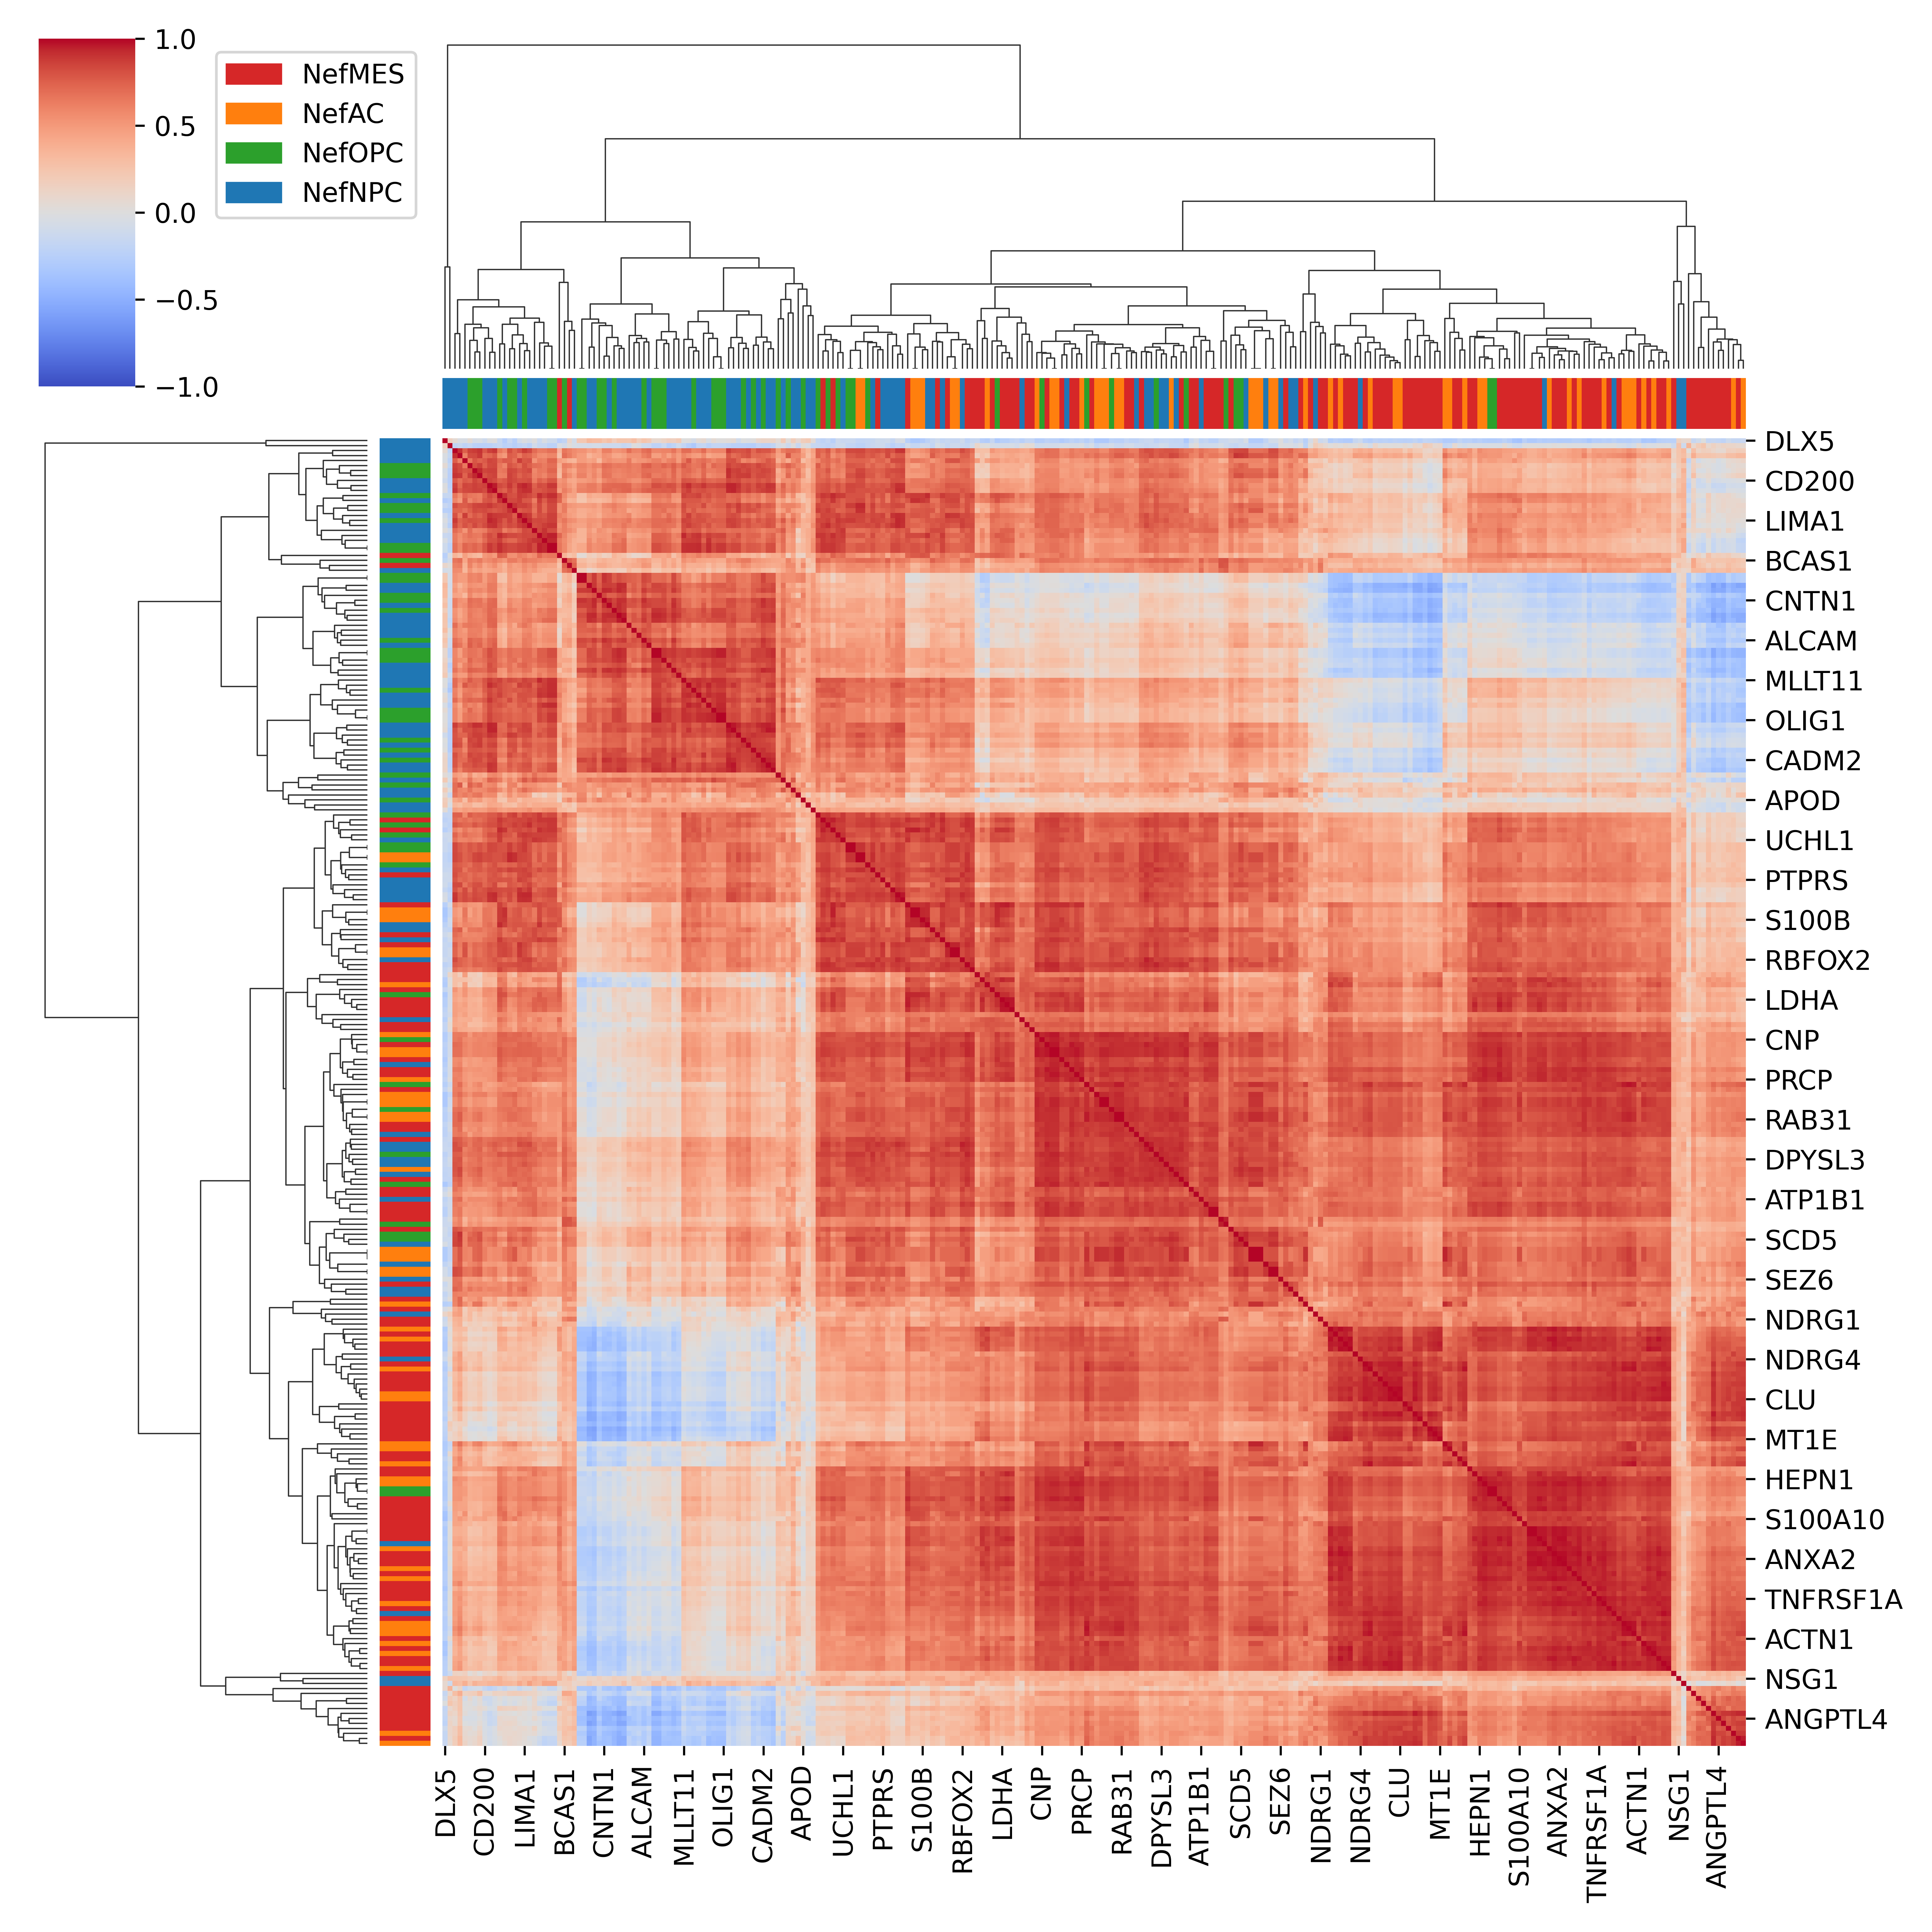 1.0
0.5
0.0
−0.5
−1.0
NefMES
NefAC
NefOPC
NefNPC
DLX5
CD200
LIMA1
BCAS1
CNTN1
ALCAM
MLLT11
OLIG1
CADM2
APOD
UCHL1
PTPRS
S100B
RBFOX2
LDHA
CNP
PRCP
RAB31
DPYSL3
ATP1B1
SCD5
SEZ6
NDRG1
NDRG4
CLU
MT1E
HEPN1
S100A10
ANXA2
TNFRSF1A
ACTN1
NSG1
ANGPTL4
DLX5
CD200
LIMA1
BCAS1
CNTN1
ALCAM
MLLT11
OLIG1
CADM2
APOD
UCHL1
PTPRS
S100B
RBFOX2
LDHA
CNP
PRCP
RAB31
DPYSL3
ATP1B1
SCD5
SEZ6
NDRG1
NDRG4
CLU
MT1E
HEPN1
S100A10
ANXA2
TNFRSF1A
ACTN1
NSG1
ANGPTL4